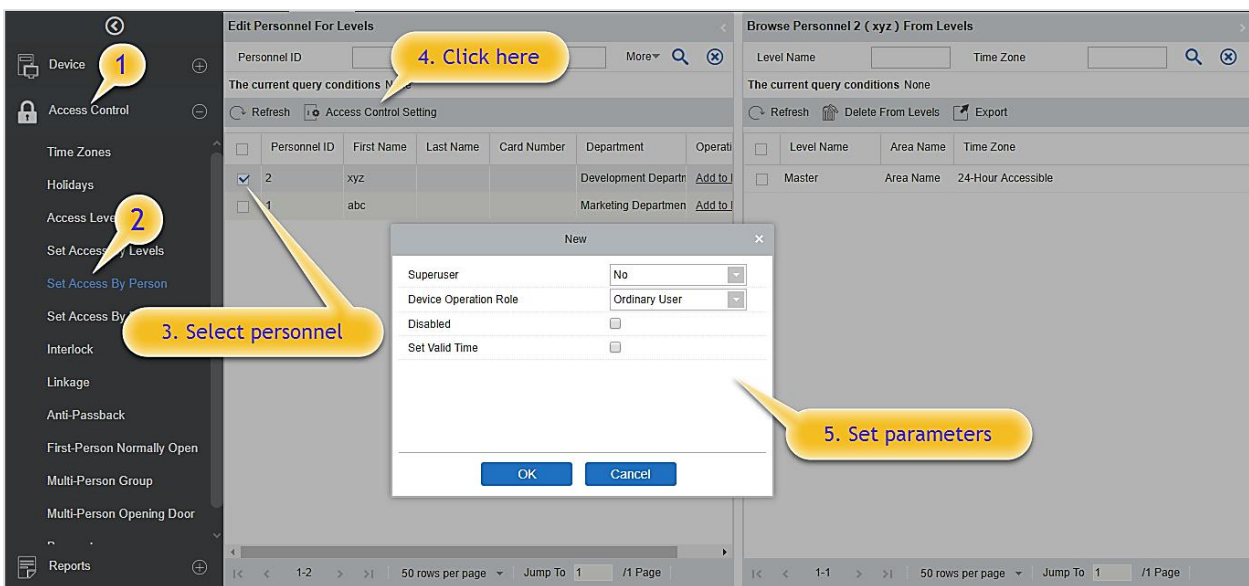 Device
1
Access Control
Time Zones
Holidays
Access Leve
2
Set Access By Levels
Set Access By Person
Set Access By
Interlock
Linkage
Anti-Passback
First-Person Normally Open
Multi-Person Group
Multi-Person Opening Door
Reports
Edit Personnel For Levels
Personnel ID
More
4. Click here
The current query conditions None
Refresh Access Control Setting
Personnel ID First Name Last Name Card Number Department Operati
2 xyz Development Departm Add to l
1 abc Marketing Departmen Add to l
3. Select personnel
New
Superuser No
Device Operation Role Ordinary User
Disabled
Set Valid Time
5. Set parameters
OK Cancel
1-2 50 rows per page Jump To 1 /1 Page
Browse Personnel 2 ( xyz ) From Levels
Level Name Time Zone
The current query conditions None
Refresh Delete From Levels Export
Level Name Area Name Time Zone
Master Area Name 24-Hour Accessible
1-1 50 rows per page Jump To 1 /1 Page